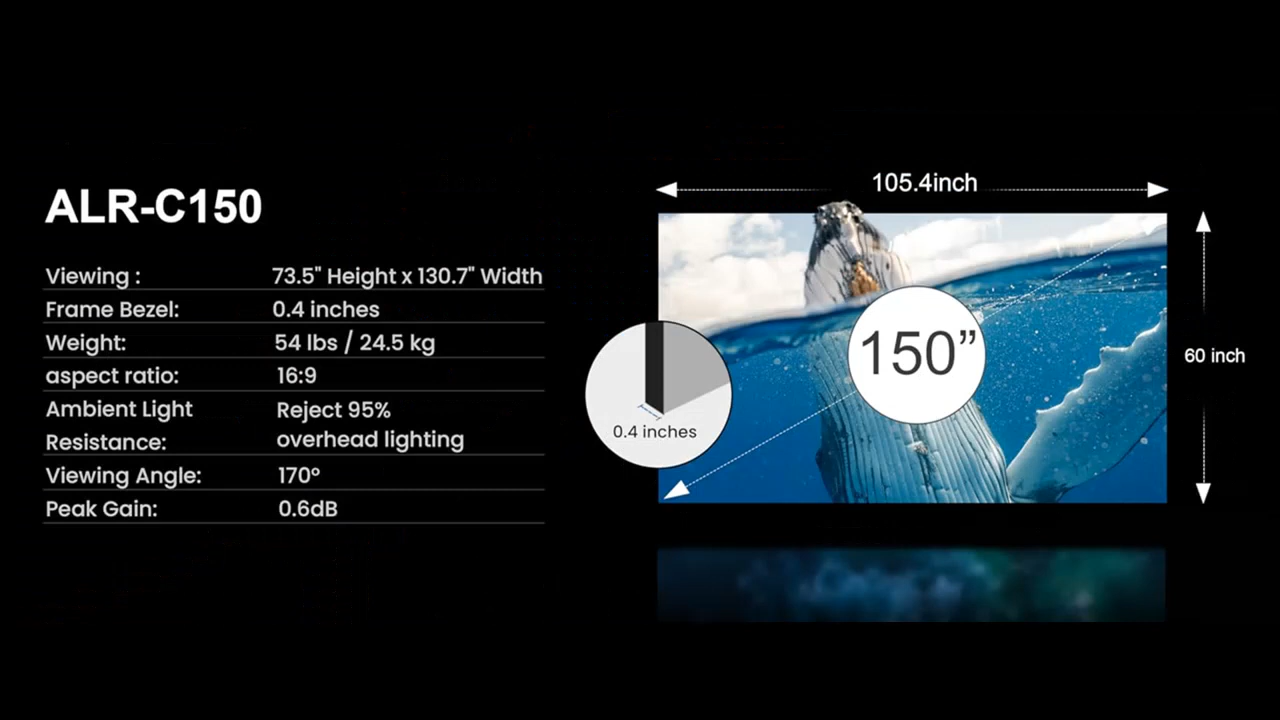 ALR-C150
Viewing : 73.5" Height x 130.7" Width
Frame Bezel: 0.4 inches
Weight: 54 lbs / 24.5 kg
aspect ratio: 16:9
Ambient Light Reject 95%
Resistance: overhead lighting
Viewing Angle: 170°
Peak Gain: 0.6dB
105.4inch
150”
60 inch
0.4 inches